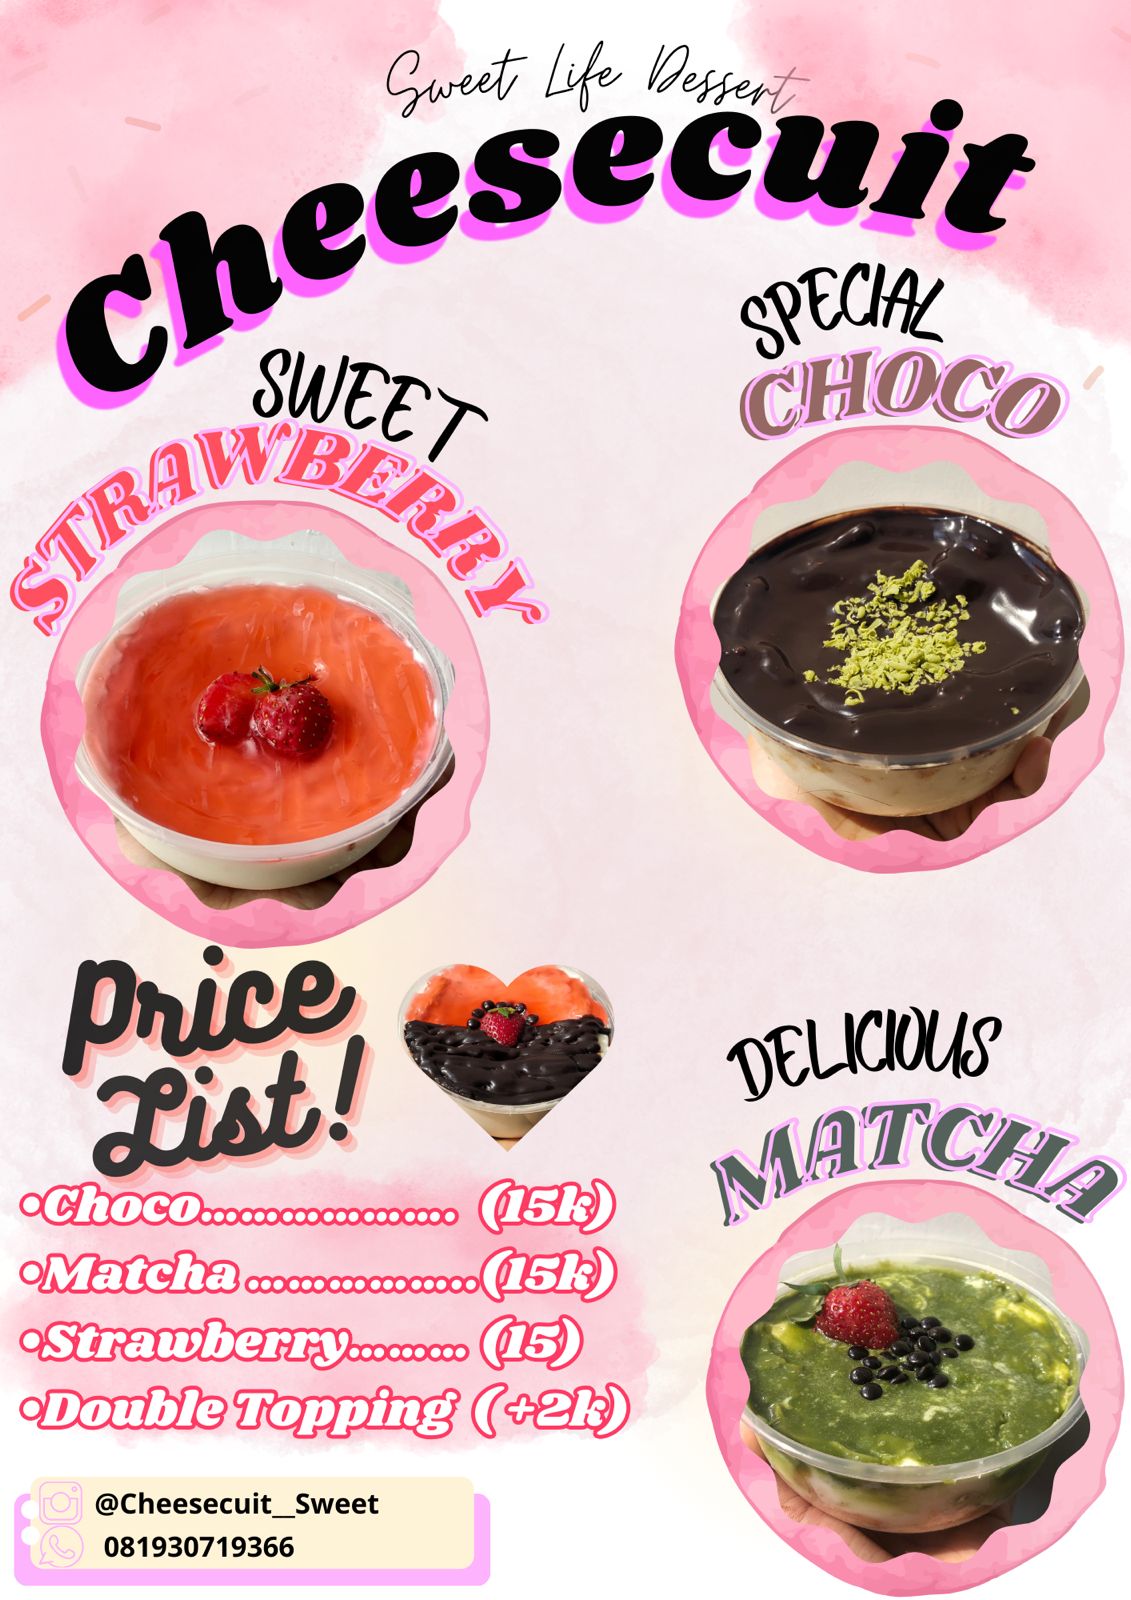 Sweet Life Dessert
Cheesecuit
SPECIAL
CHOCO
SWEET
STRAWBERRY
Price
List!
•Choco.................... (15k)
•Matcha ..................(15k)
•Strawberry......... (15)
•Double Topping ( +2k)
DELICIOUS
MATCHA
@Cheesecuit__Sweet
081930719366